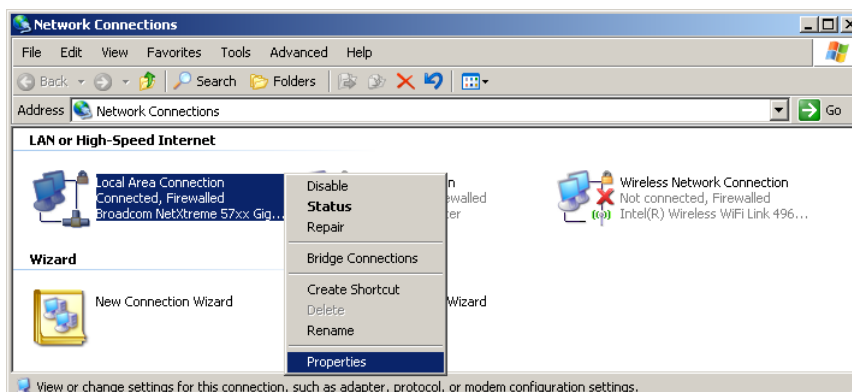 Network Connections
File Edit View Favorites Tools Advanced Help
Back Search Folders
Address Network Connections Go
LAN or High-Speed Internet
Local Area Connection
Connected, Firewalled
Broadcom NetXtreme 57xx Gig...
Disable
Status
Repair
Bridge Connections
Create Shortcut
Delete
Rename
Properties
n
ewalled
ter
Wireless Network Connection
Not connected, Firewalled
Intel(R) Wireless WiFi Link 496...
Wizard
New Connection Wizard
Wizard
View or change settings for this connection, such as adapter, protocol, or modem configuration settings.